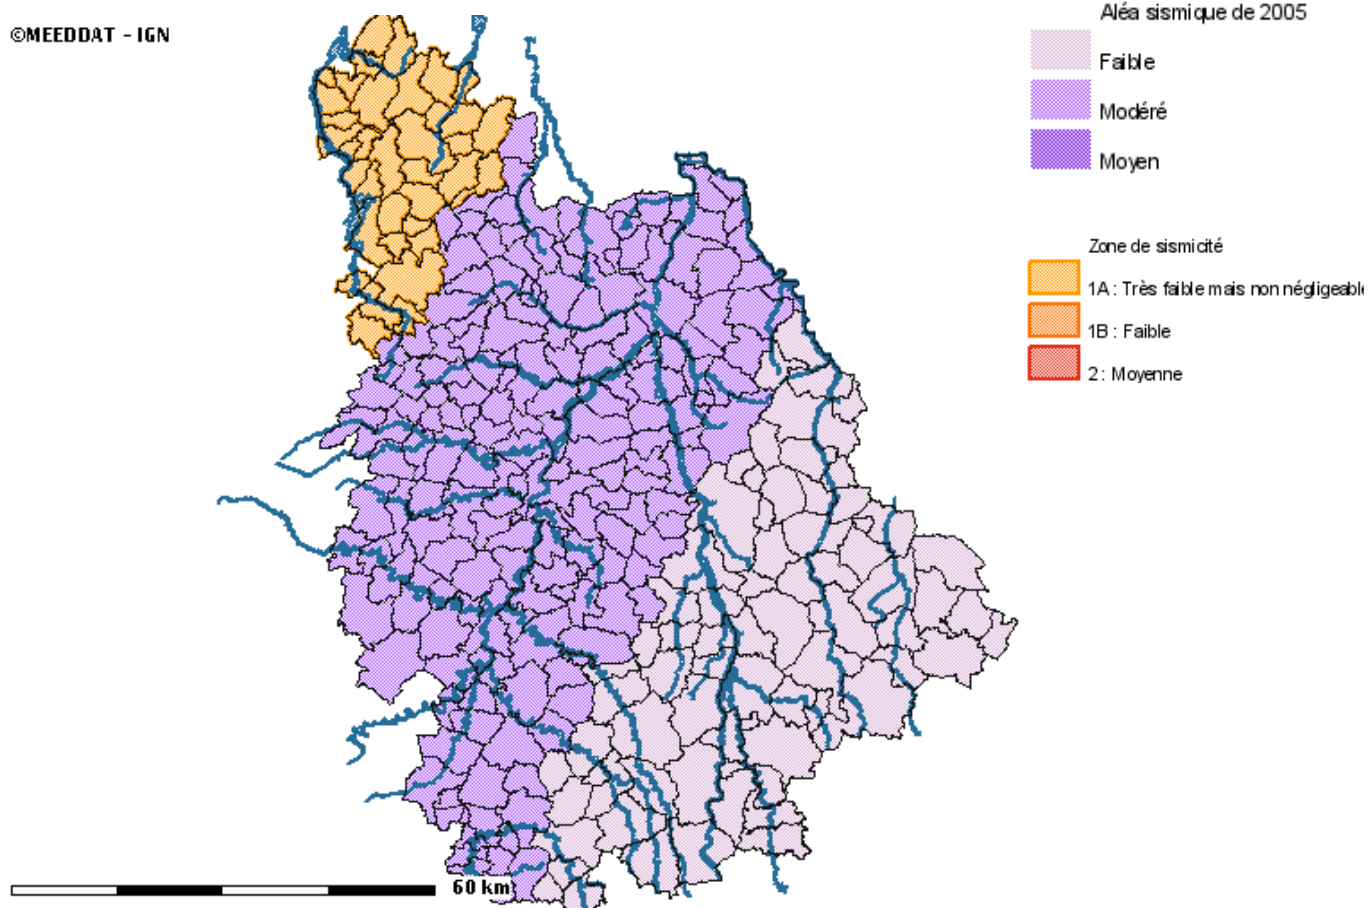 ©MEEDDAT - IGN
Aléa sismique de 2005
Faible
Modéré
Moyen
Zone de sismicité
1A : Très faible mais non négligeable
1B : Faible
2 : Moyenne
60 km